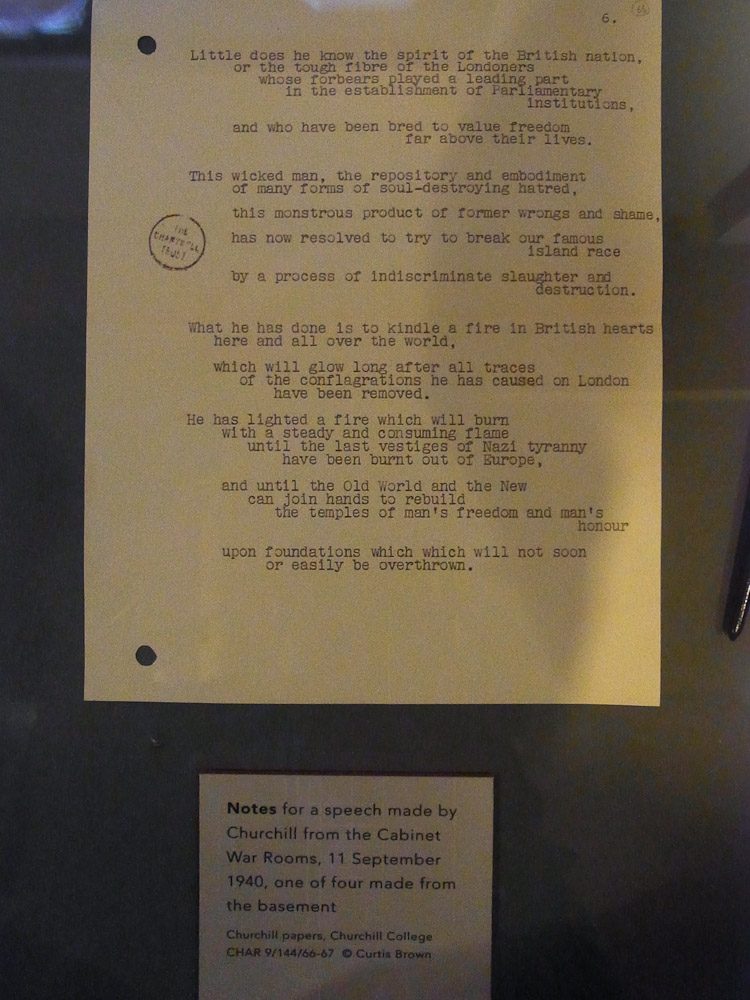 6.
Little does he know the spirit of the British nation,
or the tough fibre of the Londoners
whose forbears played a leading part
in the establishment of Parliamentary
institutions,
and who have been bred to value freedom
far above their lives.
This wicked man, the repository and embodiment
of many forms of soul-destroying hatred,
this monstrous product of former wrongs and shame,
THE
CHARTWELL
TRUST
has now resolved to try to break our famous
island race
by a process of indiscriminate slaughter and
destruction.
What he has done is to kindle a fire in British hearts
here and all over the world,
which will glow long after all traces
of the conflagrations he has caused on London
have been removed.
He has lighted a fire which will burn
with a steady and consuming flame
until the last vestiges of Nazi tyranny
have been burnt out of Europe,
and until the Old World and the New
can join hands to rebuild
the temples of man's freedom and man's
honour
upon foundations which which will not soon
or easily be overthrown.
Notes for a speech made by
Churchill from the Cabinet
War Rooms, 11 September
1940, one of four made from
the basement
Churchill papers, Churchill College
CHAR 9/144/66-67 © Curtis Brown